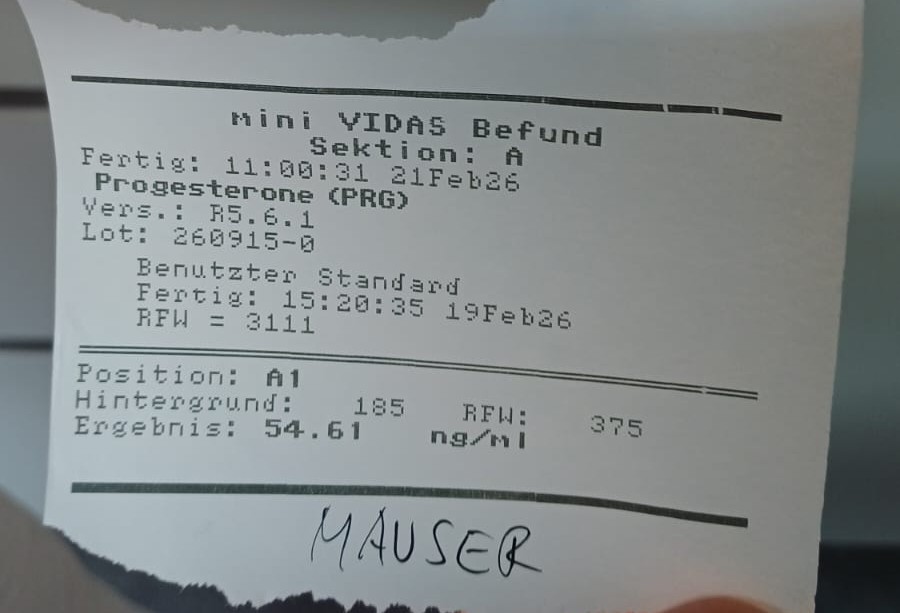 mini VIDAS Befund
Sektion: A
Fertig: 11:00:31 21Feb26
Progesterone (PRG)
Vers.: R5.6.1
Lot: 260915-0
Benutzter Standard
Fertig: 15:20:35 19Feb26
RFW = 3111
Position: A1
Hintergrund: 185 RFW: 375
Ergebnis: 54.61 ng/ml
MAUSER